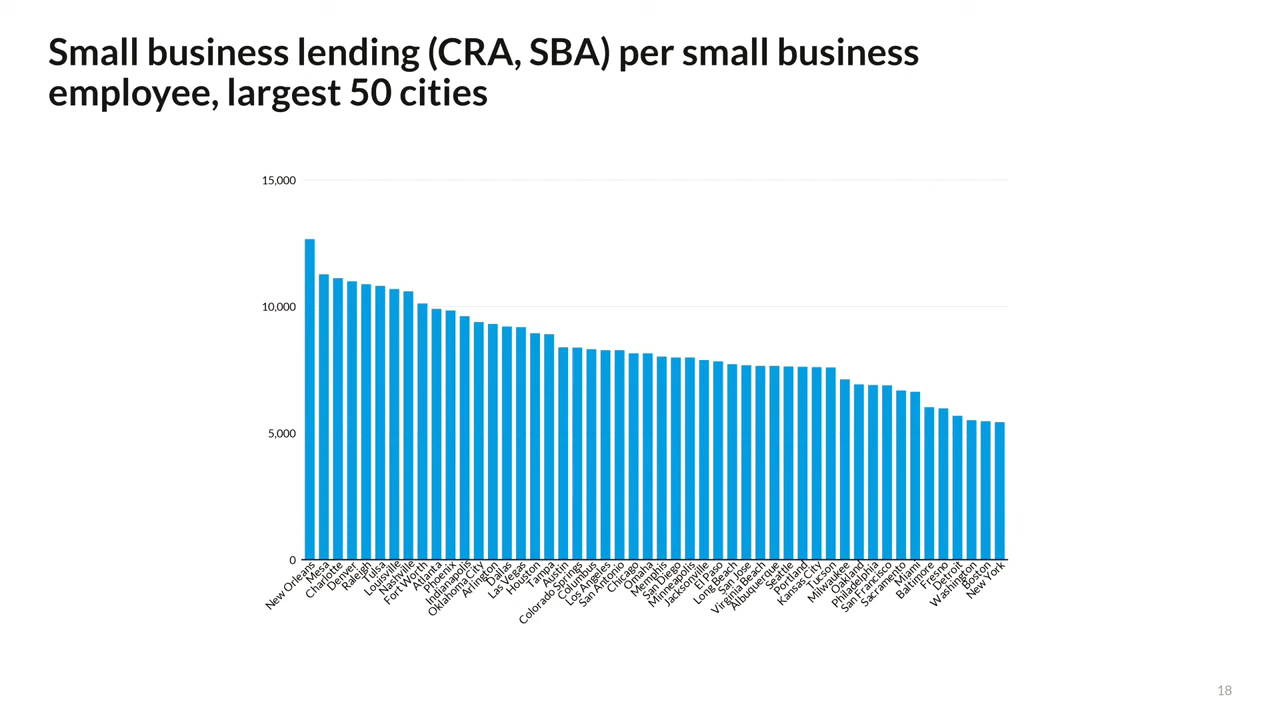 Small business lending (CRA, SBA) per small business
employee, largest 50 cities
15,000
10,000
5,000
0
New Orleans
Mesa
Charlotte
Denver
Raleigh
Tulsa
Louisville
Nashville
Fort Worth
Atlanta
Phoenix
Indianapolis
Oklahoma City
Arlington
Dallas
Las Vegas
Houston
Tampa
Austin
Colorado Springs
Columbus
Los Angeles
San Antonio
Chicago
Omaha
Memphis
San Diego
Minneapolis
Jacksonville
El Paso
Long Beach
San Jose
Virginia Beach
Albuquerque
Seattle
Portland
Kansas City
Tucson
Milwaukee
Oakland
Philadelphia
San Francisco
Sacramento
Miami
Baltimore
Fresno
Detroit
Washington
Boston
New York
18